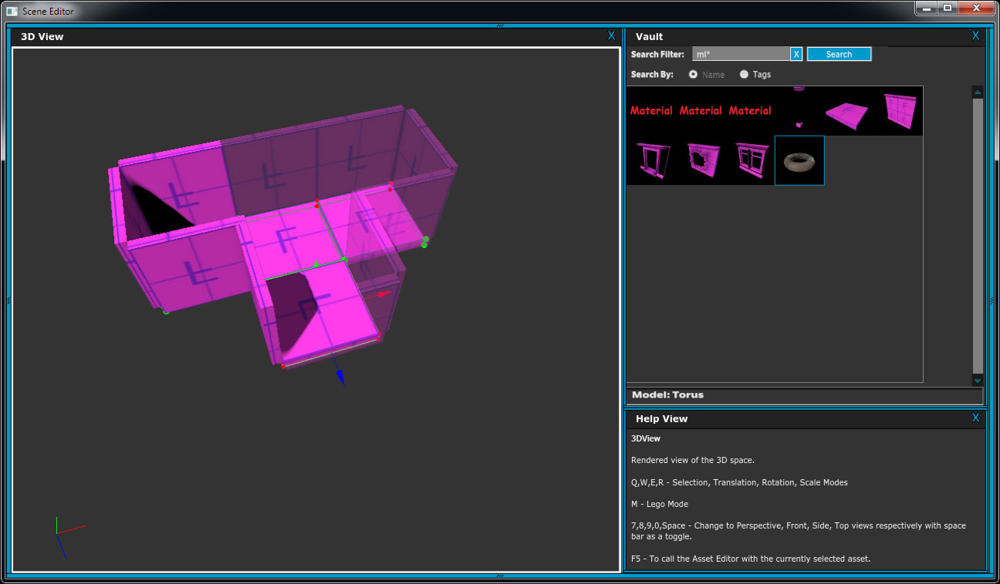 Scene Editor
3D View
X
Vault
X
Search Filter:
ml*
X
Search
Search By:
Name
Tags
Material Material Material
Model: Torus
Help View
X
3DView
Rendered view of the 3D space.
Q,W,E,R - Selection, Translation, Rotation, Scale Modes
M - Lego Mode
7,8,9,0,Space - Change to Perspective, Front, Side, Top views respectively with space
bar as a toggle.
F5 - To call the Asset Editor with the currently selected asset.